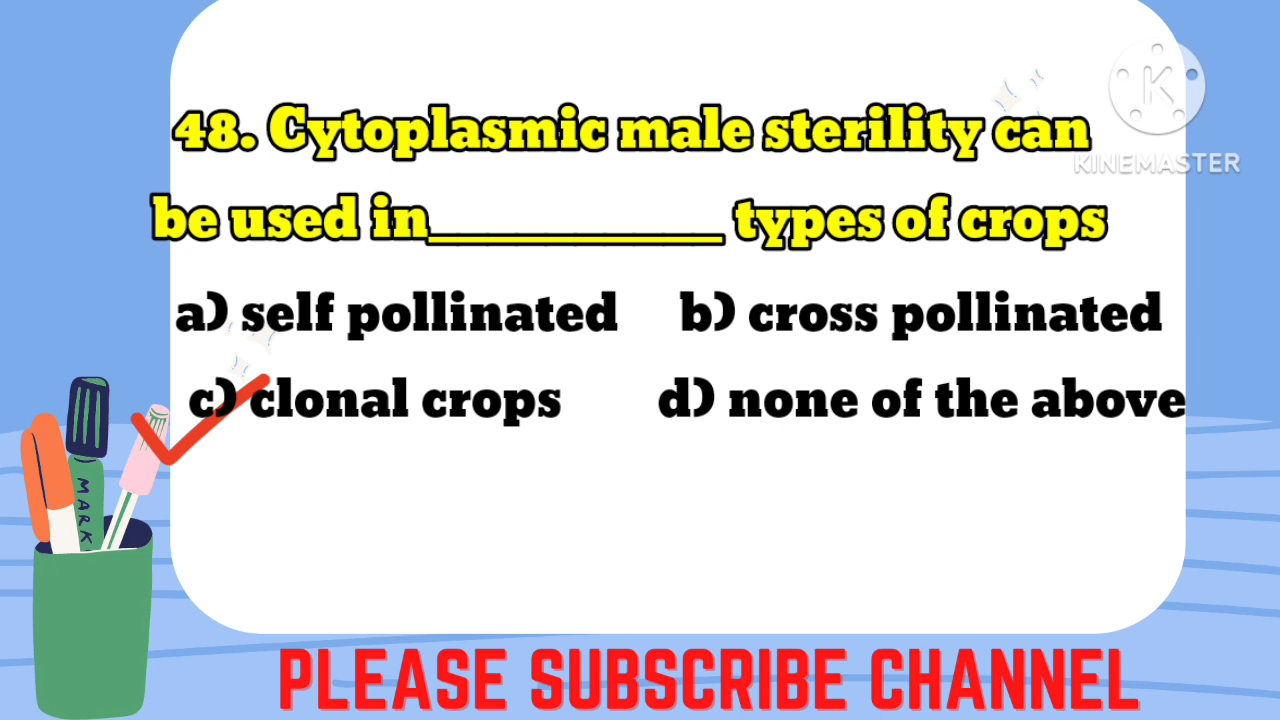 48. Cytoplasmic male sterility can
be used in__________ types of crops
a) self pollinated b) cross pollinated
c) clonal crops d) none of the above
K
KINEMASTER
MARK
PLEASE SUBSCRIBE CHANNEL